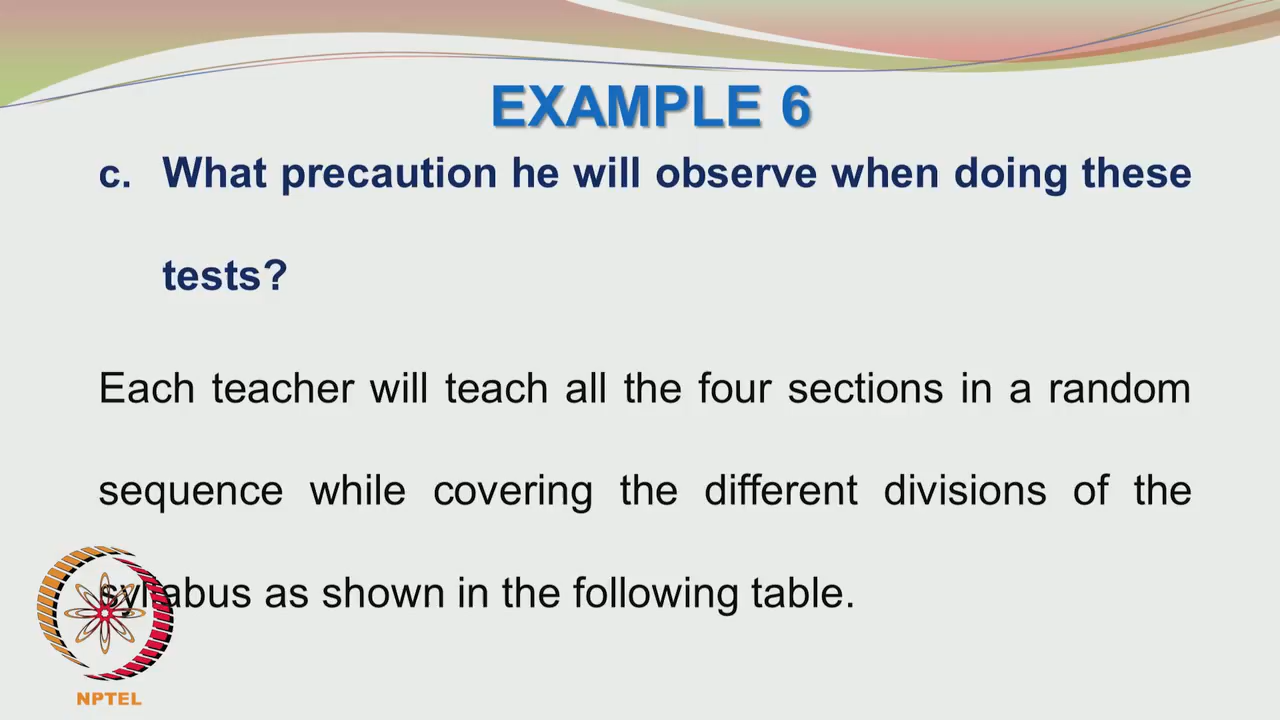 EXAMPLE 6
c. What precaution he will observe when doing these
tests?
Each teacher will teach all the four sections in a random
sequence while covering the different divisions of the
syllabus as shown in the following table.
NPTEL